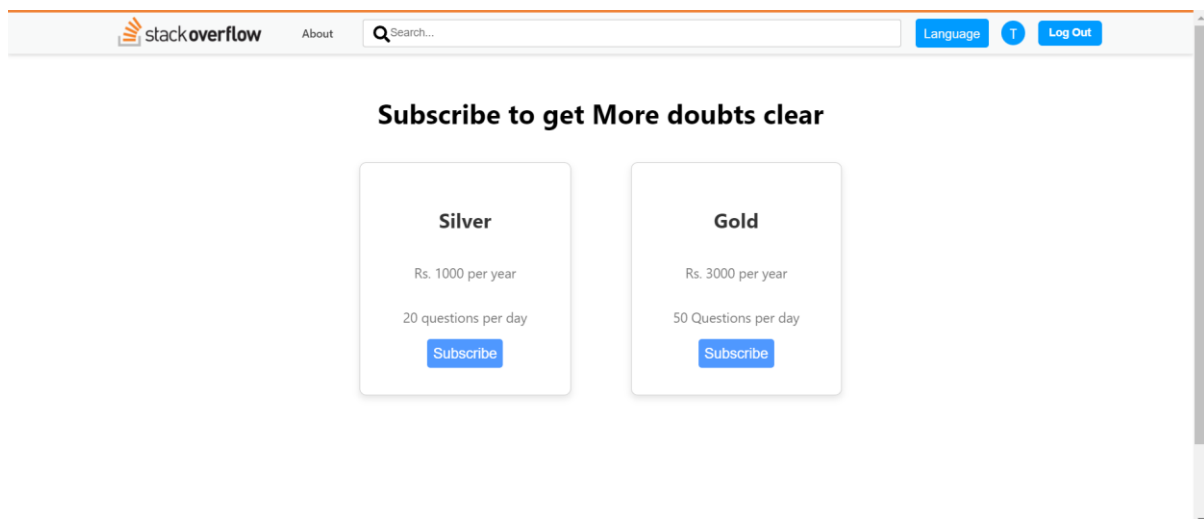 stackoverflow About Search... Language T Log Out
Subscribe to get More doubts clear
Silver Gold
Rs. 1000 per year Rs. 3000 per year
20 questions per day 50 Questions per day
Subscribe Subscribe